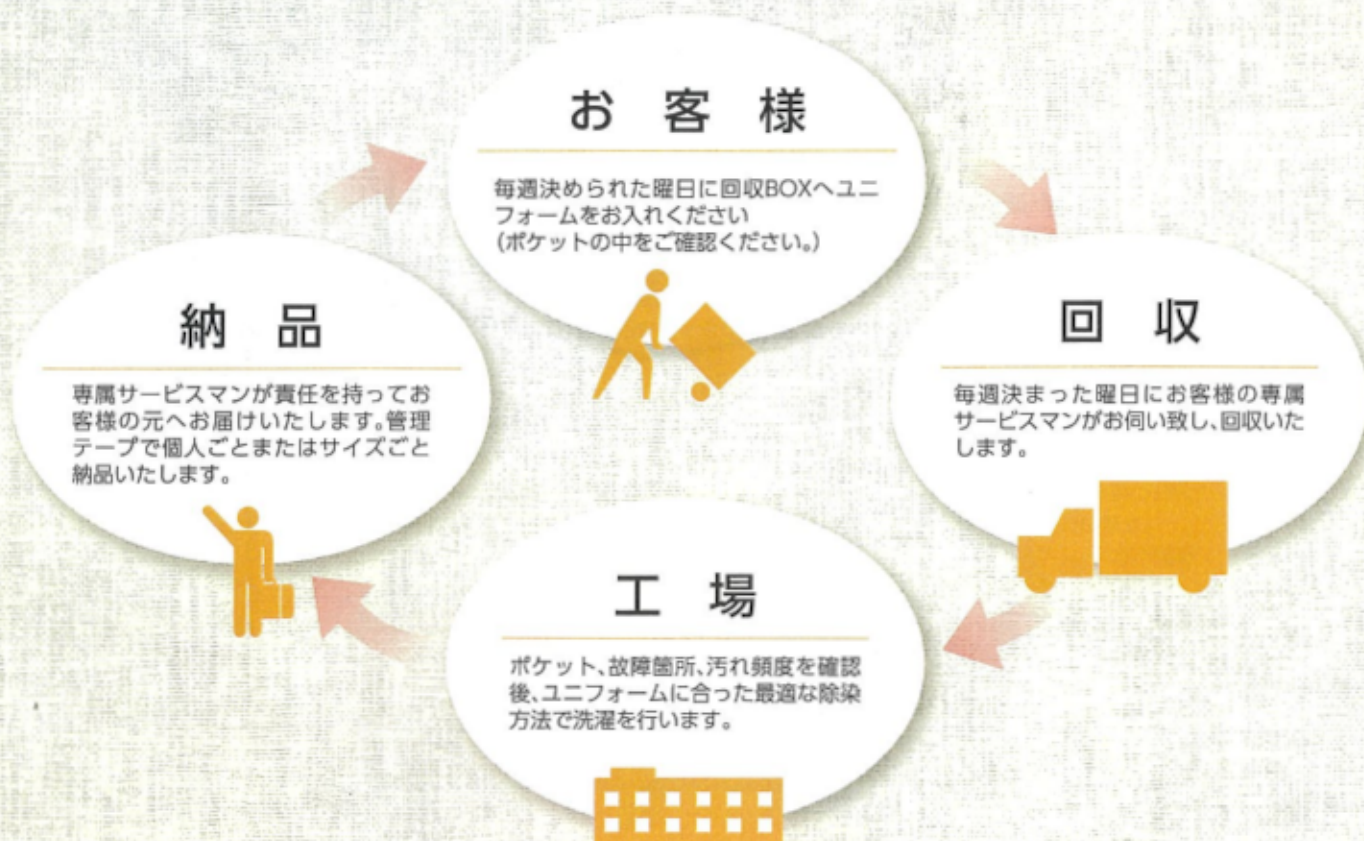 お客様
毎週決められた曜日に回収BOXへユニ
フォームをお入れください
(ポケットの中をご確認ください。)
回収
毎週決まった曜日にお客様の専属
サービスマンがお伺い致し、回収いた
します。
工場
ポケット、故障箇所、汚れ頻度を確認
後、ユニフォームに合った最適な除染
方法で洗濯を行います。
納品
専属サービスマンが責任を持ってお
客様の元へお届けいたします。管理
テープで個人ごとまたはサイズごと
納品いたします。